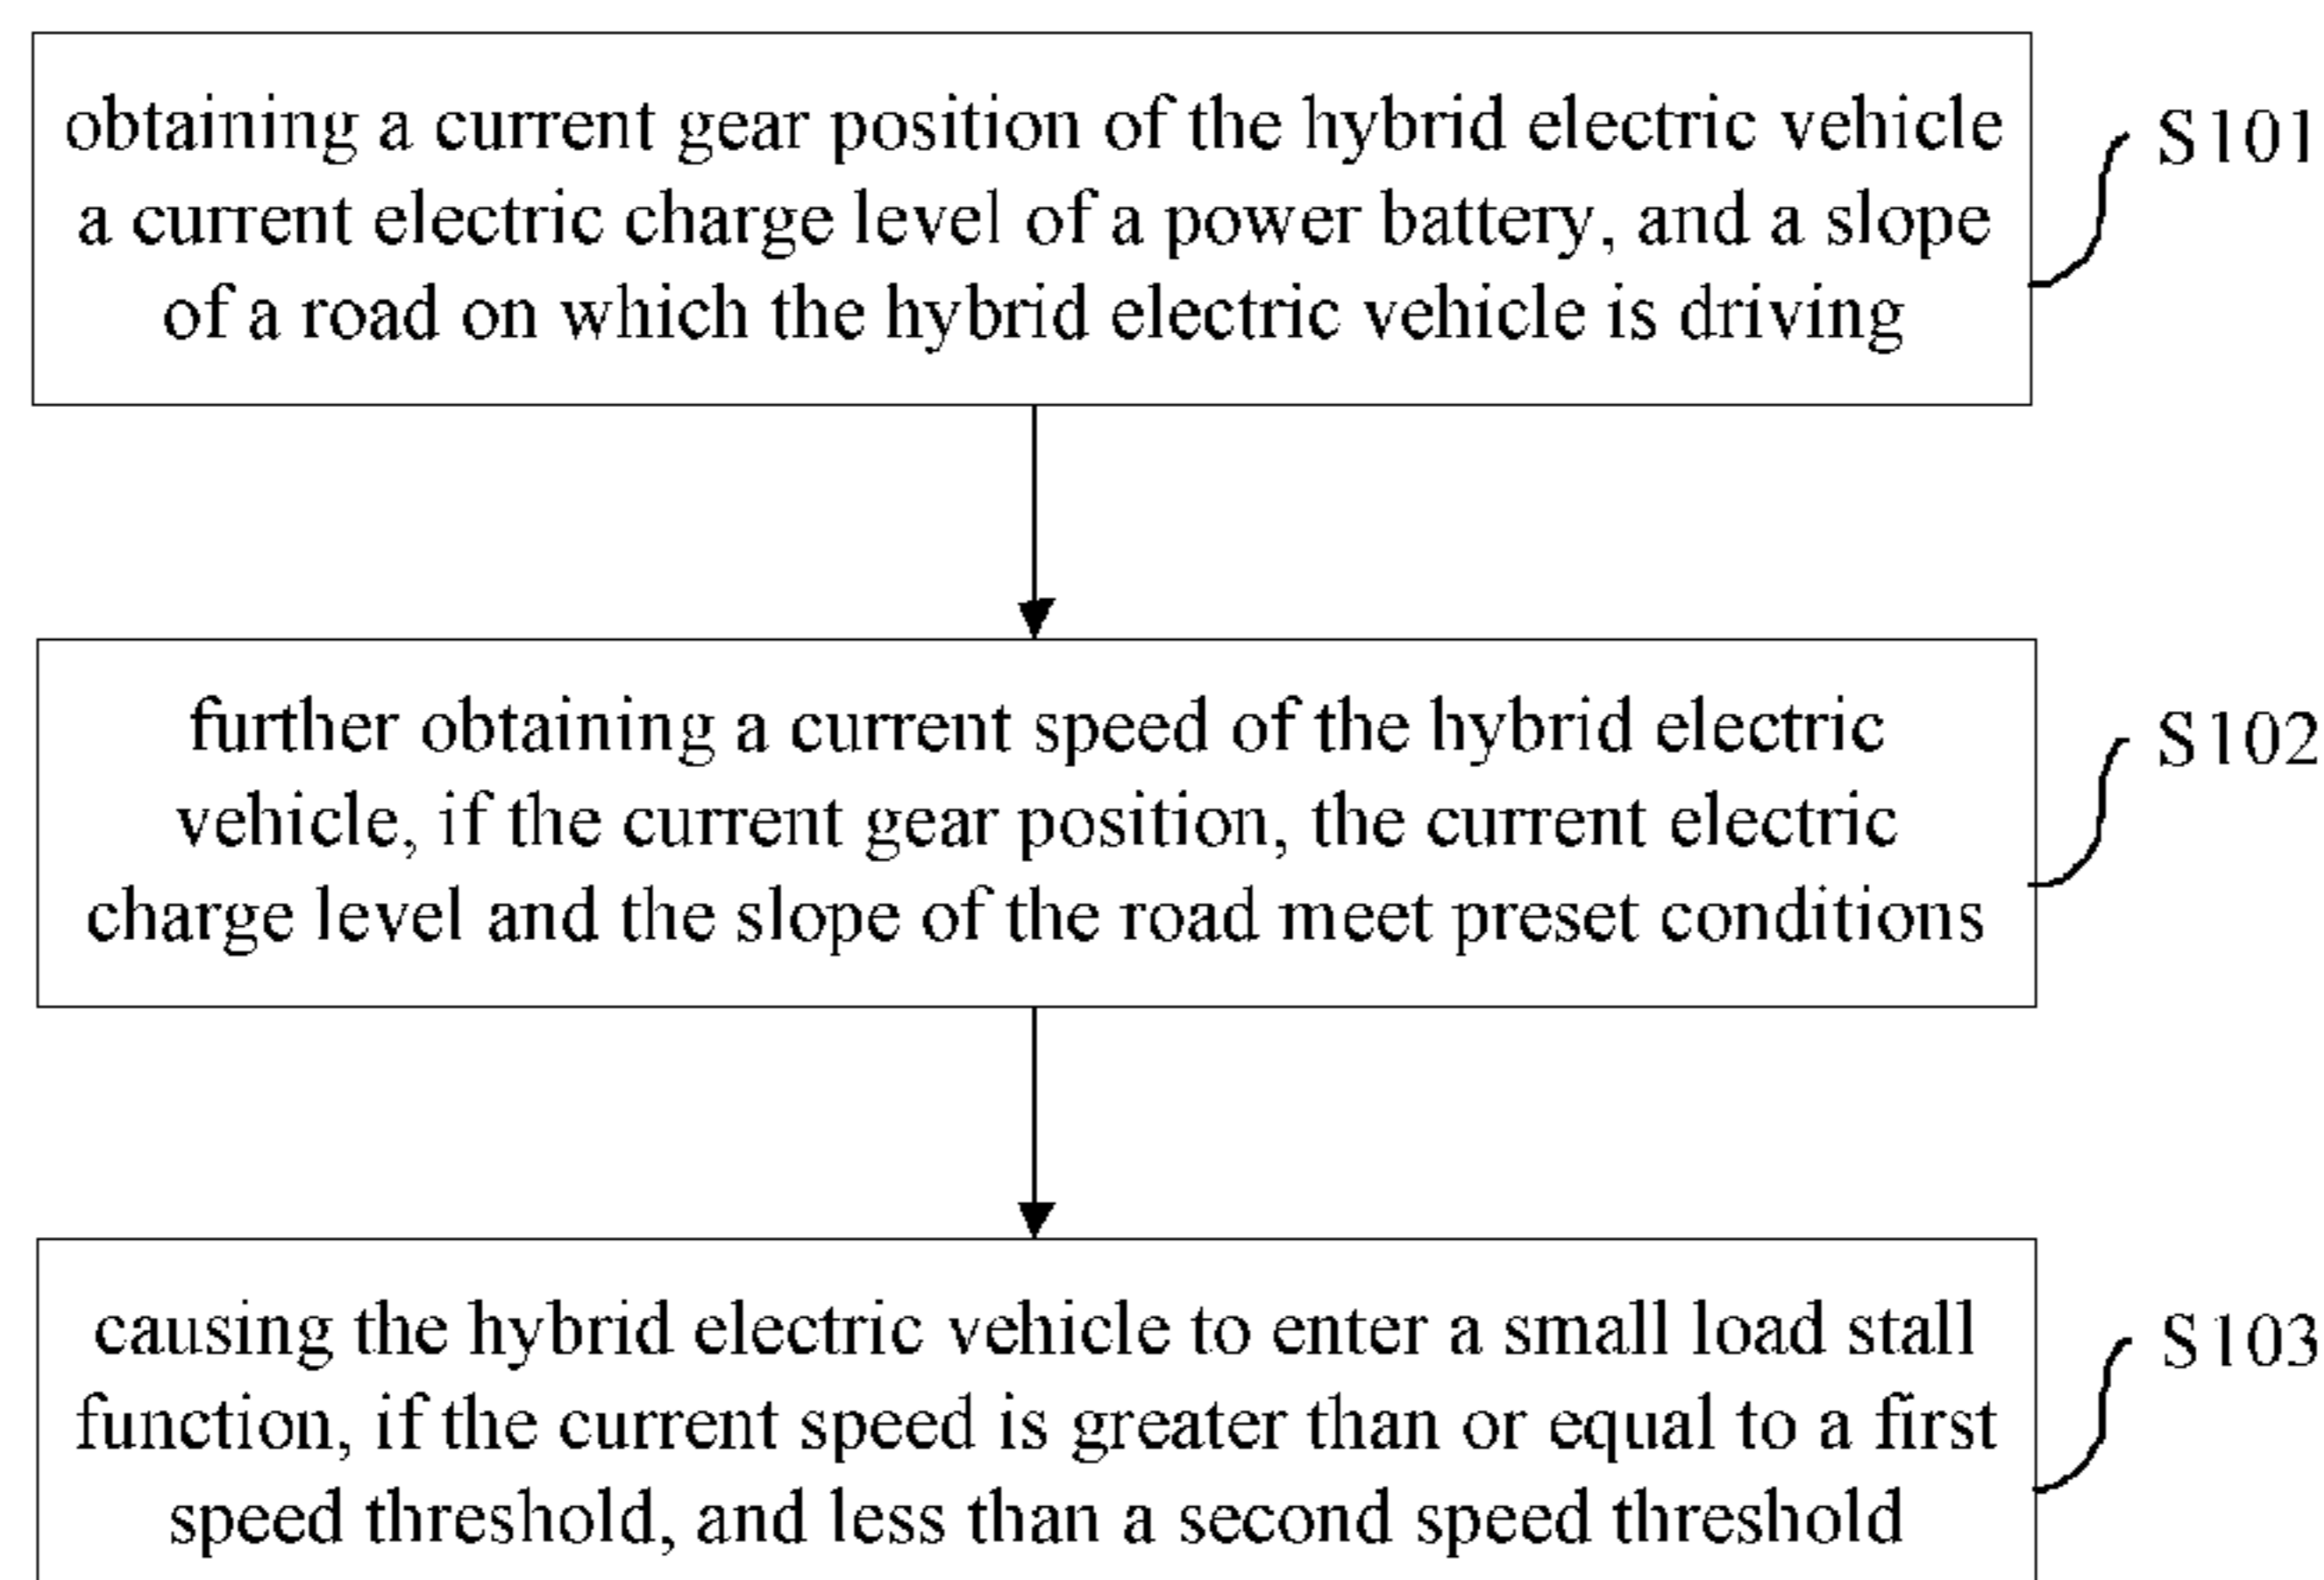 obtaining a current gear position of the hybrid electric vehicle
a current electric charge level of a power battery, and a slope
of a road on which the hybrid electric vehicle is driving
S101
further obtaining a current speed of the hybrid electric
vehicle, if the current gear position, the current electric
charge level and the slope of the road meet preset conditions
S102
causing the hybrid electric vehicle to enter a small load stall
function, if the current speed is greater than or equal to a first
speed threshold, and less than a second speed threshold
S103